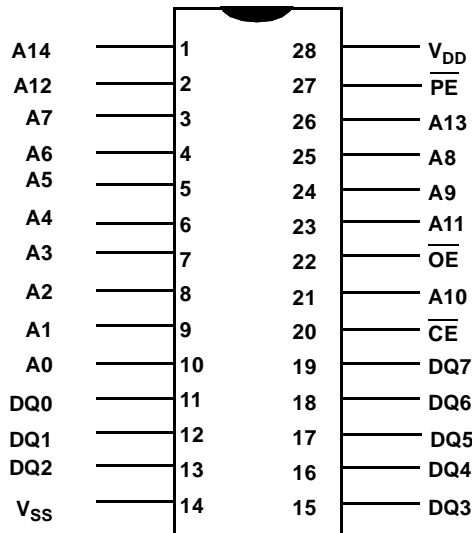 A14 1 28 VDD
A12 2 27 PE
A7 3 26 A13
A6 4 25 A8
A5 5 24 A9
A4 6 23 A11
A3 7 22 OE
A2 8 21 A10
A1 9 20 CE
A0 10 19 DQ7
DQ0 11 18 DQ6
DQ1 12 17 DQ5
DQ2 13 16 DQ4
VSS 14 15 DQ3